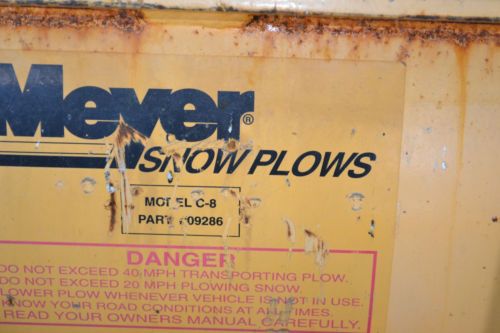 Meyer®
SNOW PLOWS
MODEL C-8
PART #09286
DANGER
DO NOT EXCEED 40 MPH TRANSPORTING PLOW.
DO NOT EXCEED 20 MPH PLOWING SNOW.
LOWER PLOW WHENEVER VEHICLE IS NOT IN USE.
KNOW YOUR ROAD CONDITIONS AT ALL TIMES.
READ YOUR OWNERS MANUAL CAREFULLY.